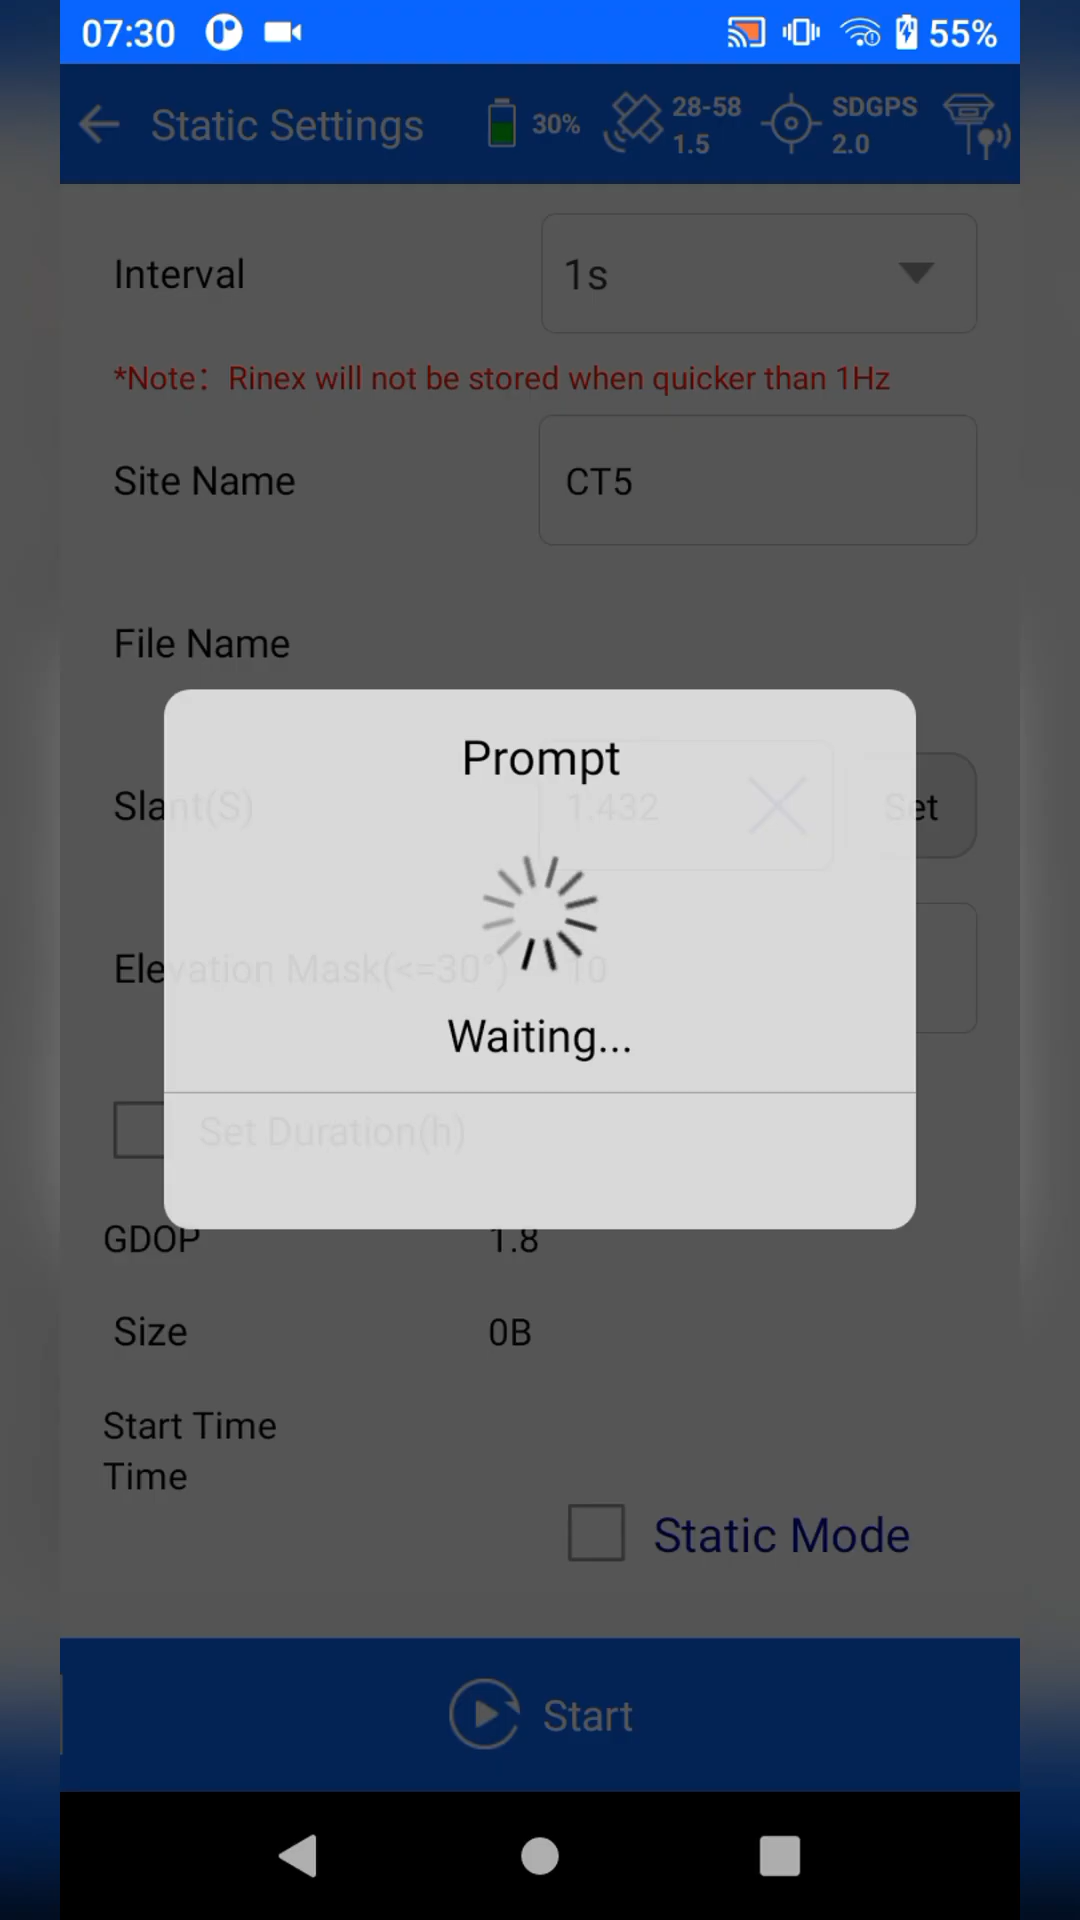 07:30 55%
Static Settings 30% 28-58 1.5 SDGPS 2.0
Interval 1s
*Note: Rinex will not be stored when quicker than 1Hz
Site Name CT5
File Name
Prompt
Slant(S) 1.432 Set
Elevation Mask(<=30°) 10
Waiting...
Set Duration(h)
GDOP 1.8
Size 0B
Start Time
Time
Static Mode
Start